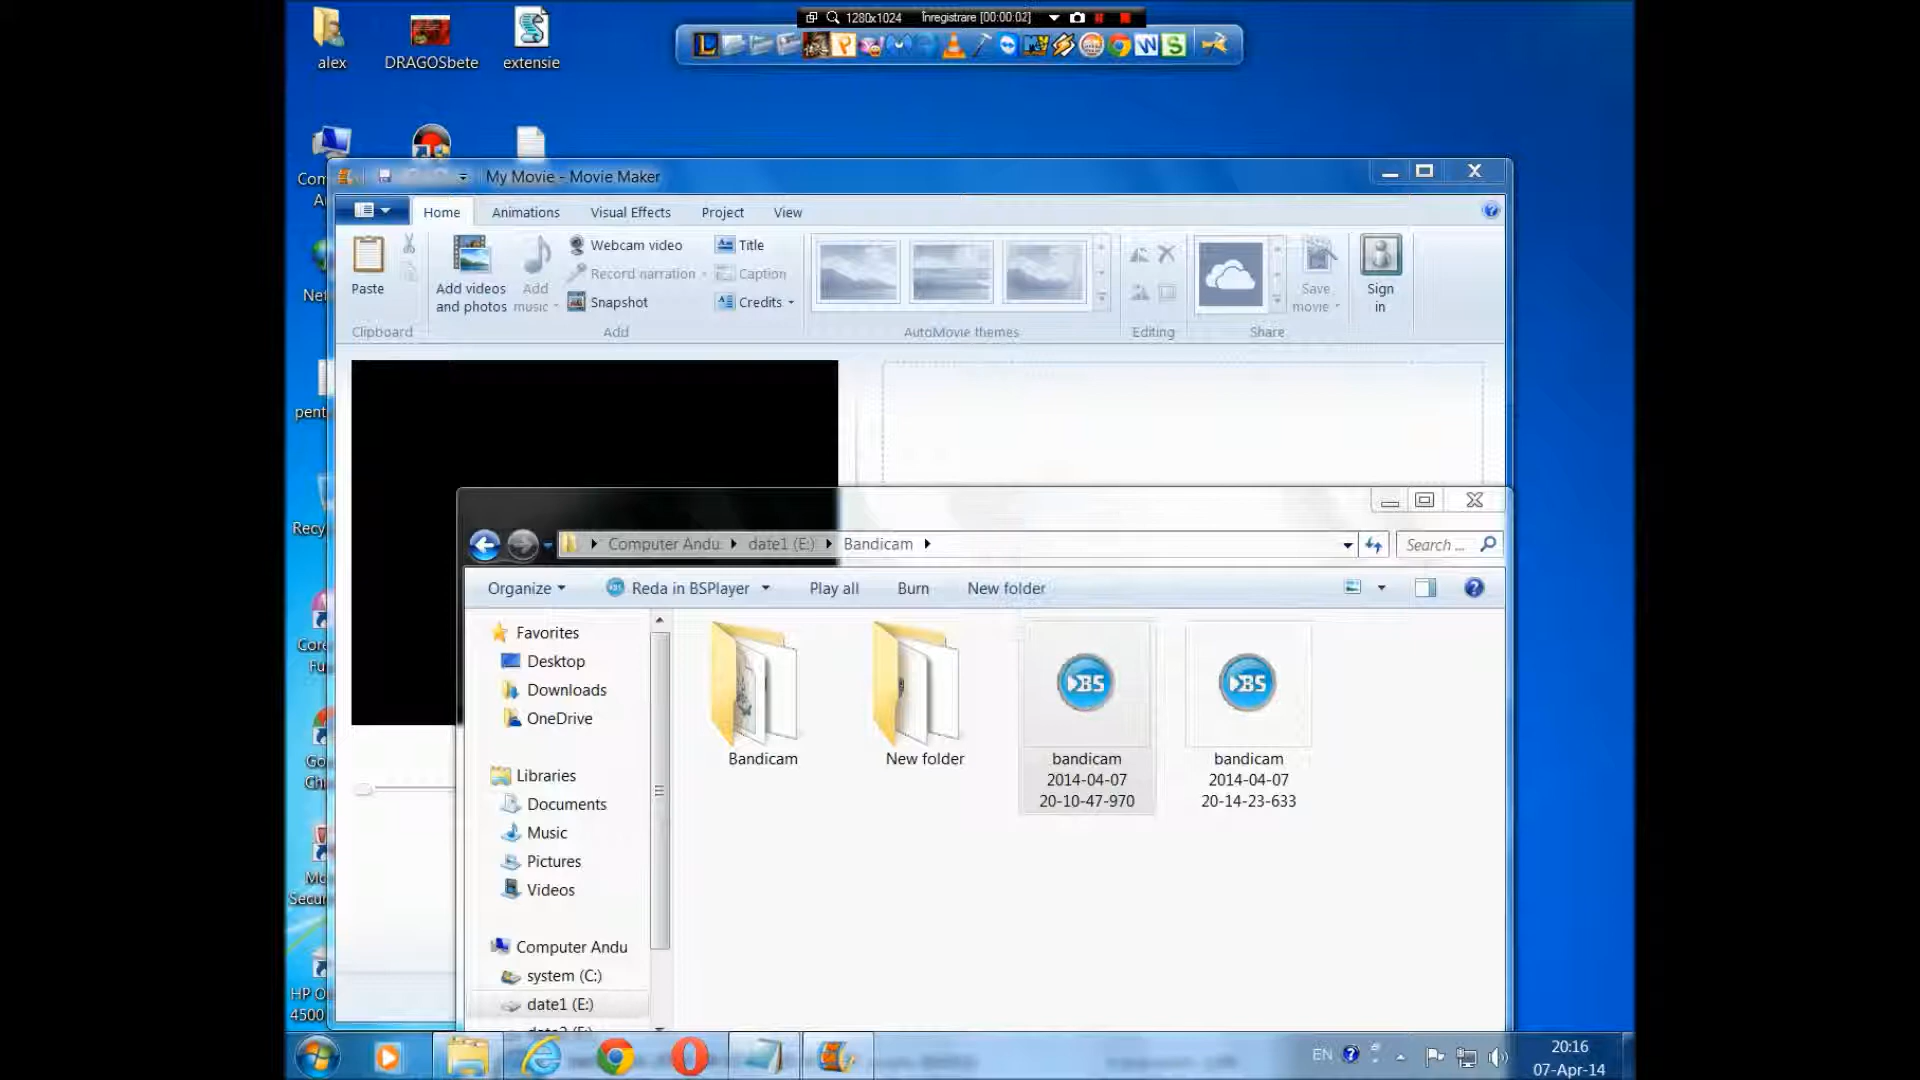 1280x1024 Înregistrare [00:00:02]
alex
DRAGOSbete
extensie
My Movie - Movie Maker
Home Animations Visual Effects Project View
Paste
Clipboard
Add videos and photos
Add music
Webcam video
Record narration
Snapshot
Title
Caption
Credits
Add
AutoMovie themes
Editing
Save movie
Share
Sign in
Com
Net
pent
Recy
Core
Fu
Go
Ch
Secur
HP O
4500
Computer Andu date1 (E:) Bandicam
Search ...
Organize Reda in BSPlayer Play all Burn New folder
Favorites
Desktop
Downloads
OneDrive
Libraries
Documents
Music
Pictures
Videos
Computer Andu
system (C:)
date1 (E:)
Bandicam
New folder
bandicam
2014-04-07
20-10-47-970
bandicam
2014-04-07
20-14-23-633
EN
20:16
07-Apr-14